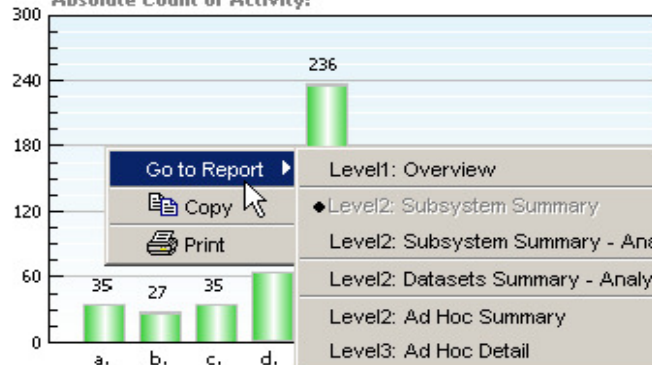 Absolute Count of Activity:
300
240
180
120
60
0
236
35
27
35
a.
b.
c.
d.
Go to Report
Copy
Print
Level1: Overview
Level2: Subsystem Summary
Level2: Subsystem Summary - Ana
Level2: Datasets Summary - Analy
Level2: Ad Hoc Summary
Level3: Ad Hoc Detail